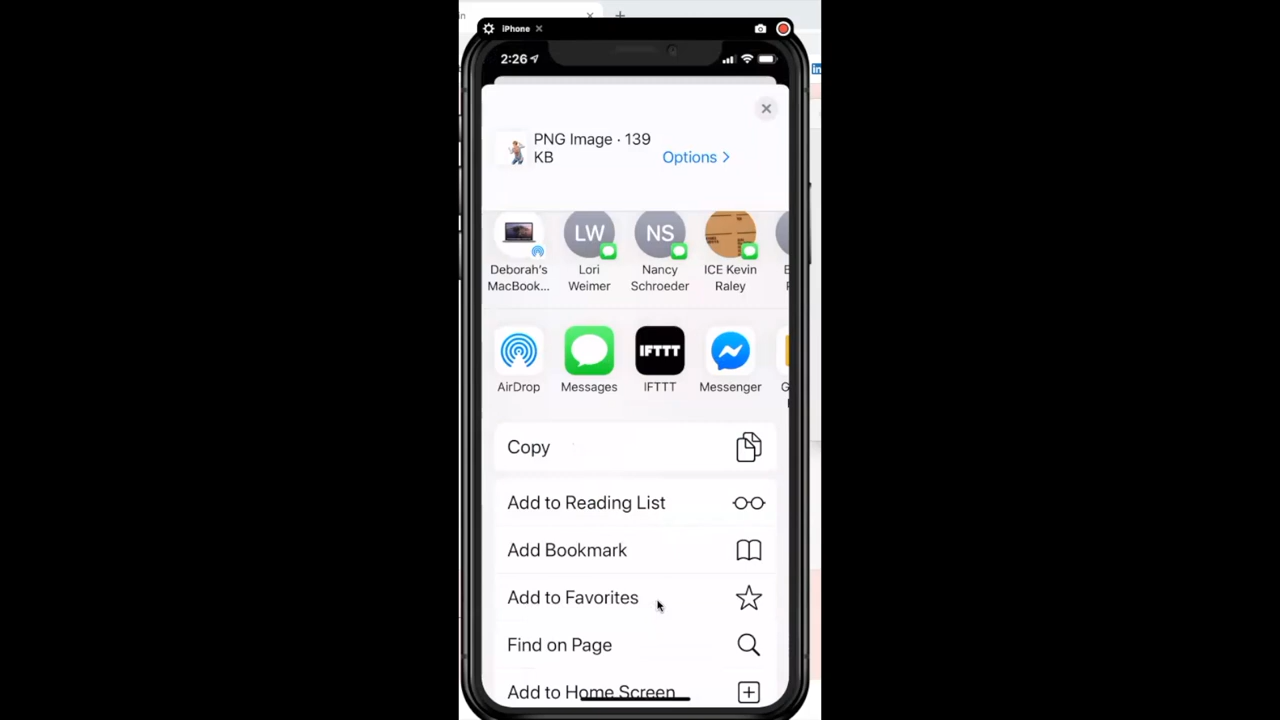 in
iPhone
2:26
PNG Image · 139
KB
Options
LW
NS
Deborah's
MacBook...
Lori
Weimer
Nancy
Schroeder
ICE Kevin
Raley
IFTTT
AirDrop
Messages
IFTTT
Messenger
Copy
Add to Reading List
Add Bookmark
Add to Favorites
Find on Page
Add to Home Screen